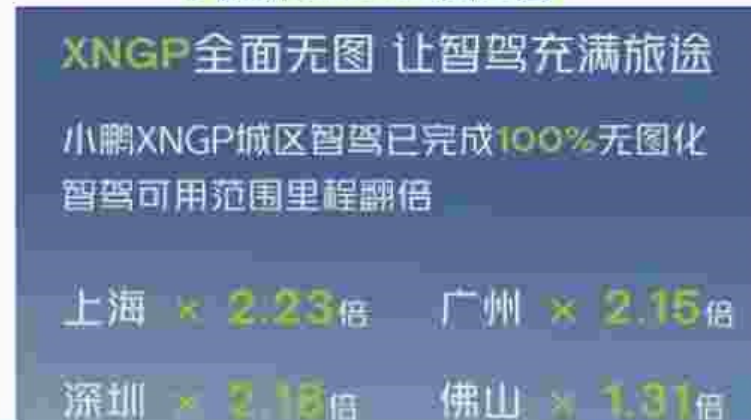 XNGP全面无图 让智驾充满旅途
小鹏XNGP城区智驾已完成100%无图化
智驾可用范围里程翻倍
上海 × 2.23倍 广州 × 2.15倍
深圳 × 2.18倍 佛山 × 1.31倍